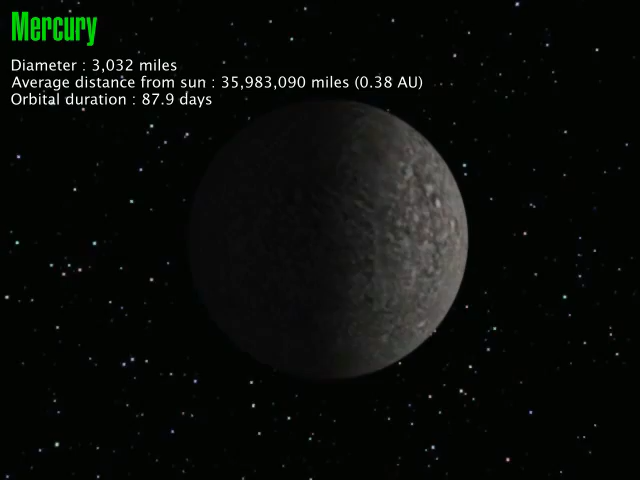 Mercury
Diameter : 3,032 miles
Average distance from sun : 35,983,090 miles (0.38 AU)
Orbital duration : 87.9 days